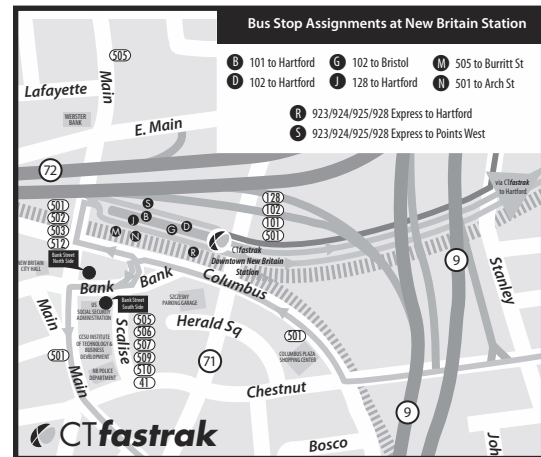 Bus Stop Assignments at New Britain Station
B 101 to Hartford
G 102 to Bristol
M 505 to Burritt St
D 102 to Hartford
J 128 to Hartford
N 501 to Arch St
R 923/924/925/928 Express to Hartford
S 923/924/925/928 Express to Points West
505
Main
Lafayette
WEBSTER
BANK
E. Main
72
via CTfastrak
to Hartford
501
502
503
512
128
102
101
501
S
B
J
M
N
G
D
R
CTfastrak
Downtown New Britain
Station
9
Stanley
Bank Street
North Side
NEW BRITAIN
CITY HALL
Bank
Bank
Columbus
Bank Street
South Side
US
SOCIAL SECURITY
ADMINISTRATION
SZCZESNY
PARKING GARAGE
Main
Scalise
505
506
507
509
510
41
Herald Sq
CCSU INSTITUTE
OF TECHNOLOGY &
BUSINESS
DEVELOPMENT
501
COLUMBUS PLAZA
SHOPPING CENTER
501
Main
NB POLICE
DEPARTMENT
71
Chestnut
9
CTfastrak
Bosco
Joh